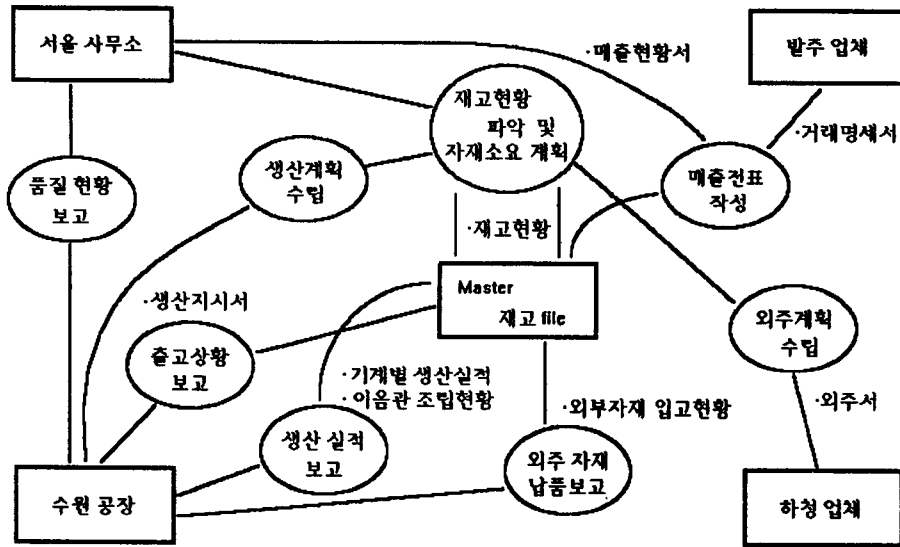 서울 사무소
·매출현황서
발주 업체
재고현황
파악 및
자재소요 계획
·거래명세서
생산계획
수립
품질 현황
보고
매출전표
작성
·재고현황
Master
재고 file
·생산지시서
외주계획
수립
출고상황
보고
·기계별 생산실적
·이음관 조립현황
·외부자재 입고현황
·외주서
생산 실적
보고
외주 자재
납품보고
수원 공장
하청 업체